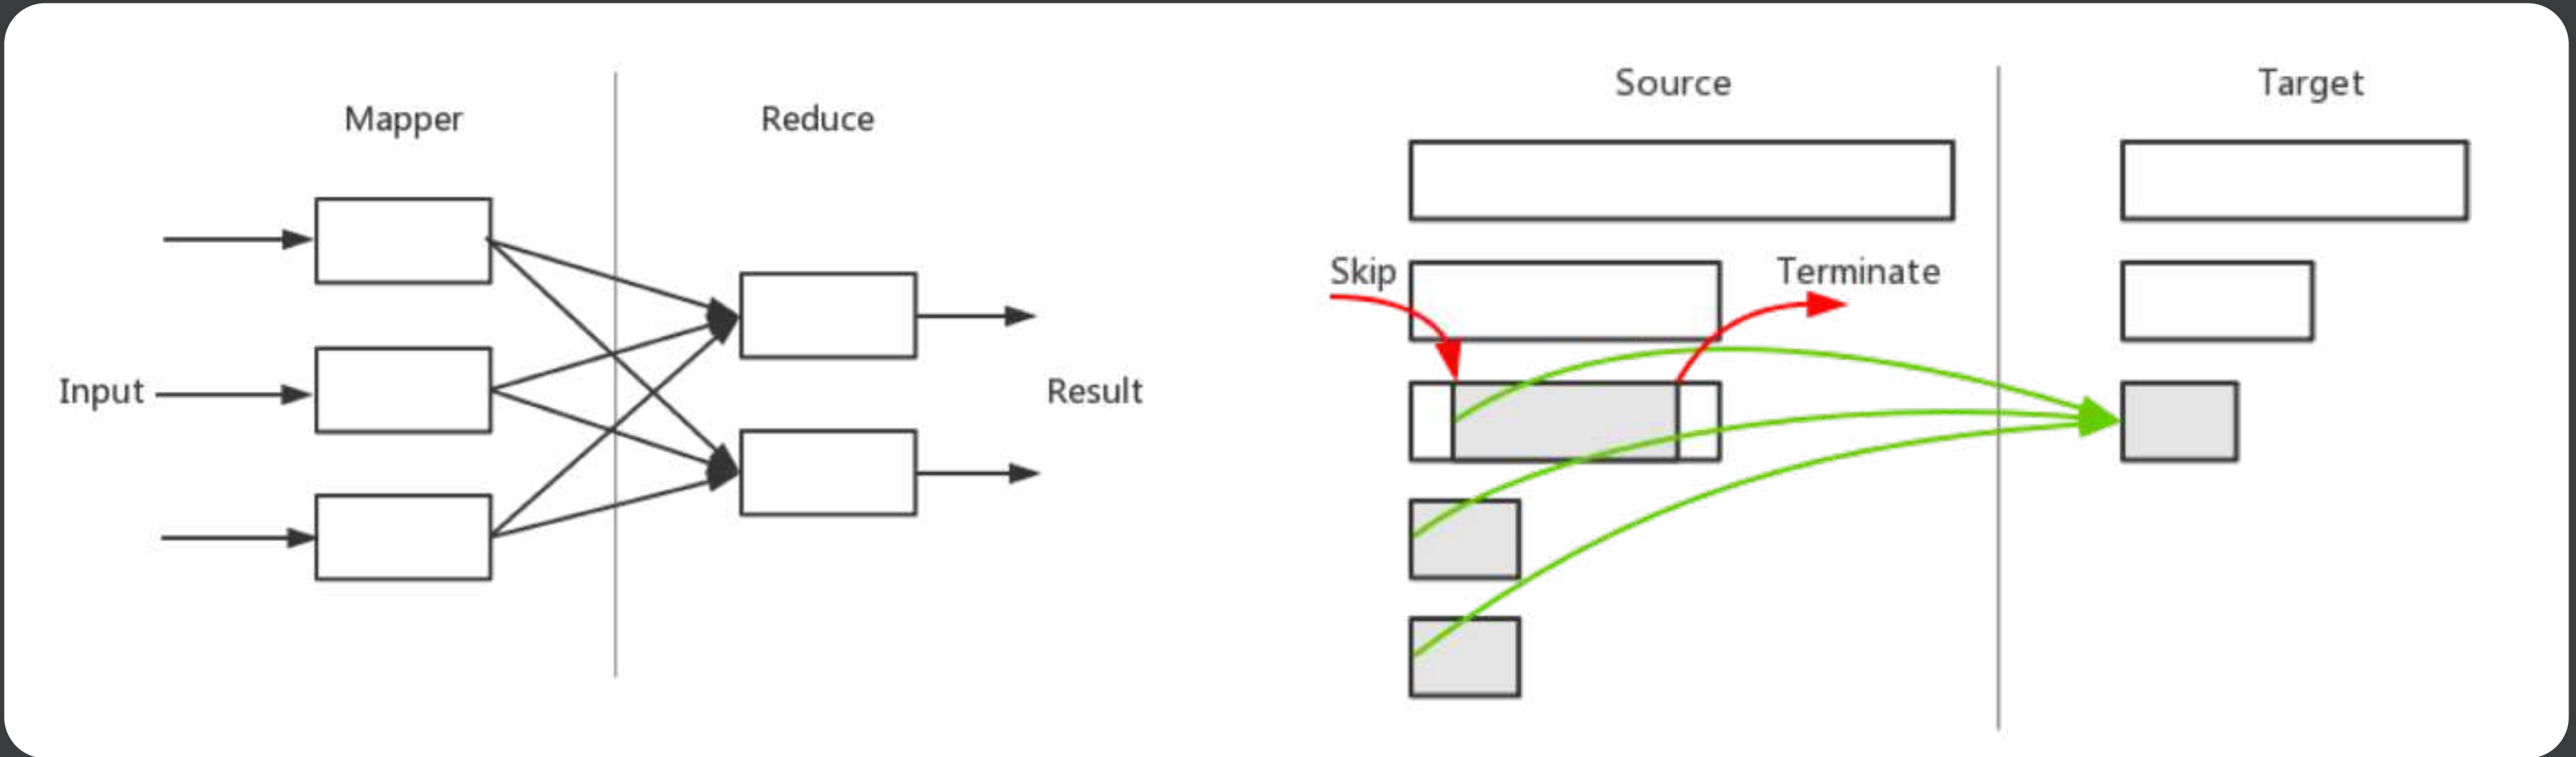 Mapper
Reduce
Input
Result
Source
Target
Skip
Terminate